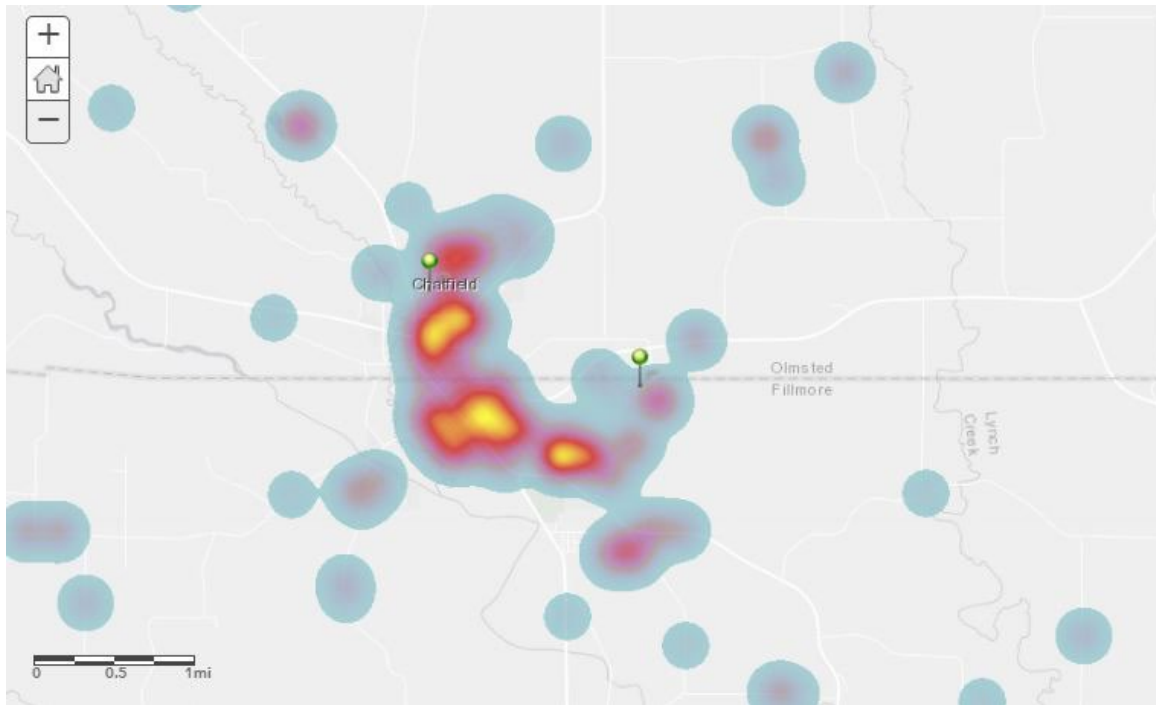 +
−
Chatfield
Olmsted
Fillmore
Lynch
Creek
0 0.5 1mi